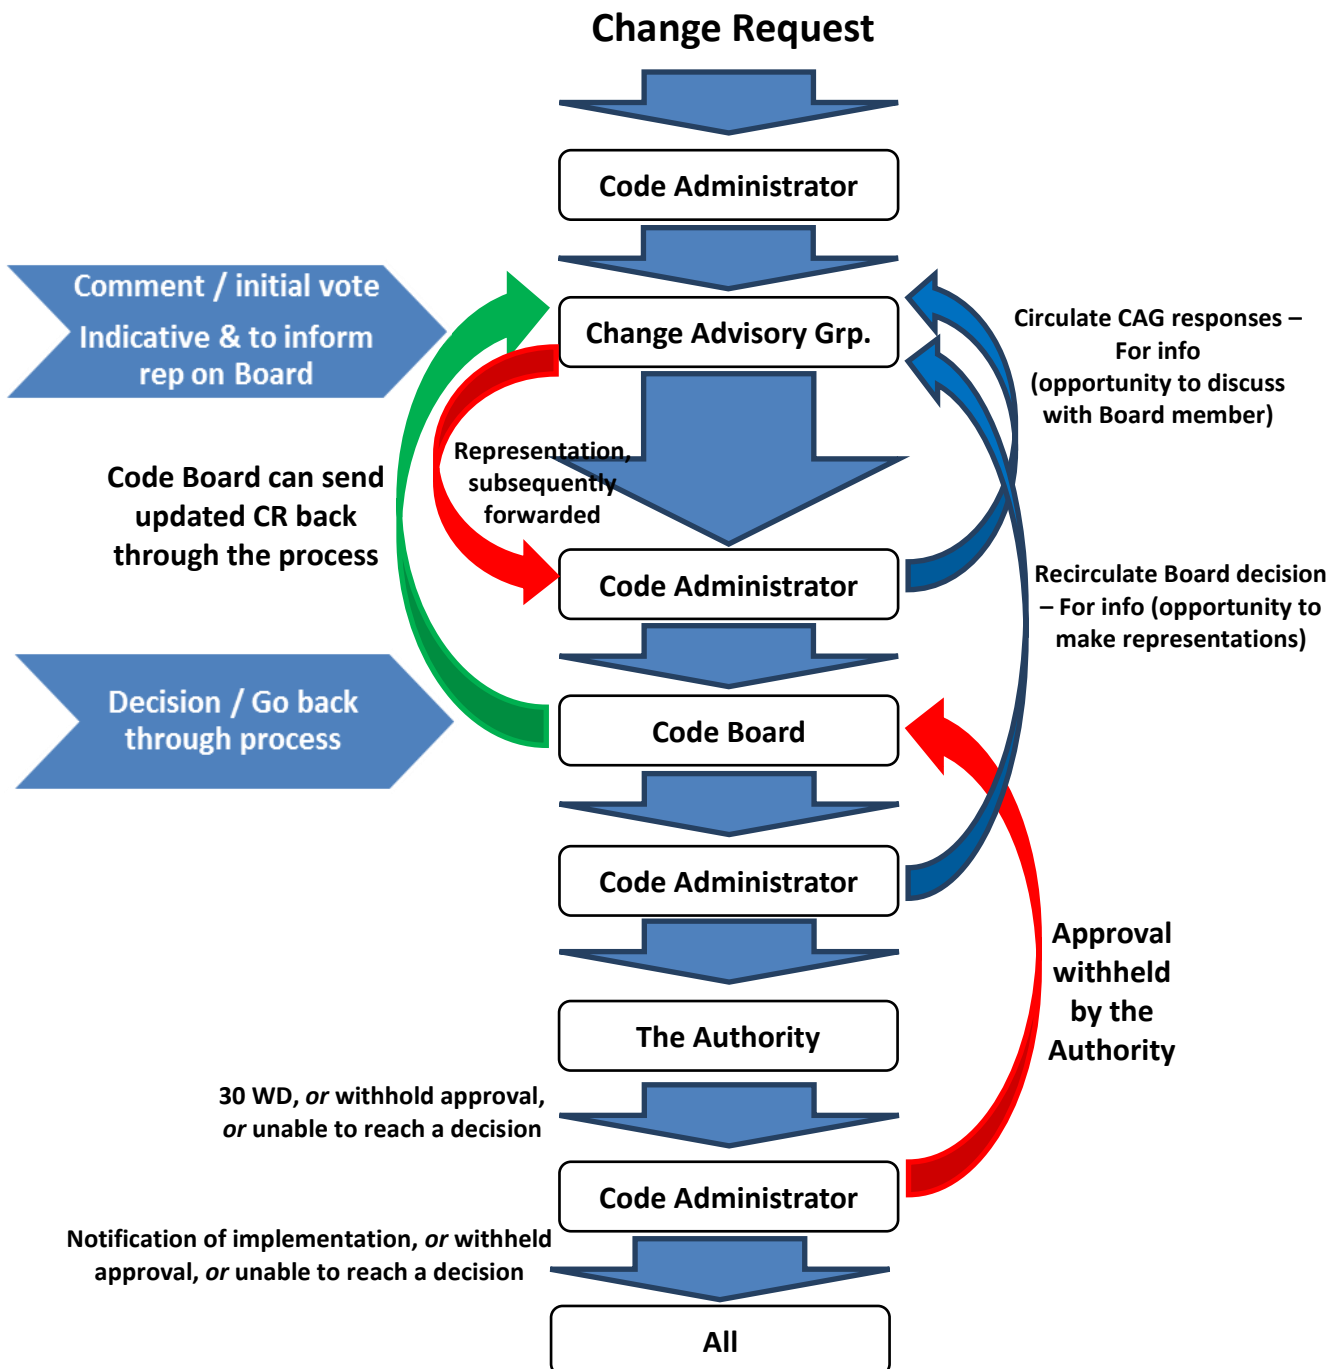 Change Request
Code Administrator
Comment / initial vote
Indicative & to inform
rep on Board
Change Advisory Grp.
Circulate CAG responses –
For info
(opportunity to discuss
with Board member)
Representation,
subsequently
forwarded
Code Board can send
updated CR back
through the process
Code Administrator
Recirculate Board decision
– For info (opportunity to
make representations)
Decision / Go back
through process
Code Board
Code Administrator
Approval
withheld
by the
Authority
The Authority
30 WD, or withhold approval,
or unable to reach a decision
Code Administrator
Notification of implementation, or withheld
approval, or unable to reach a decision
All